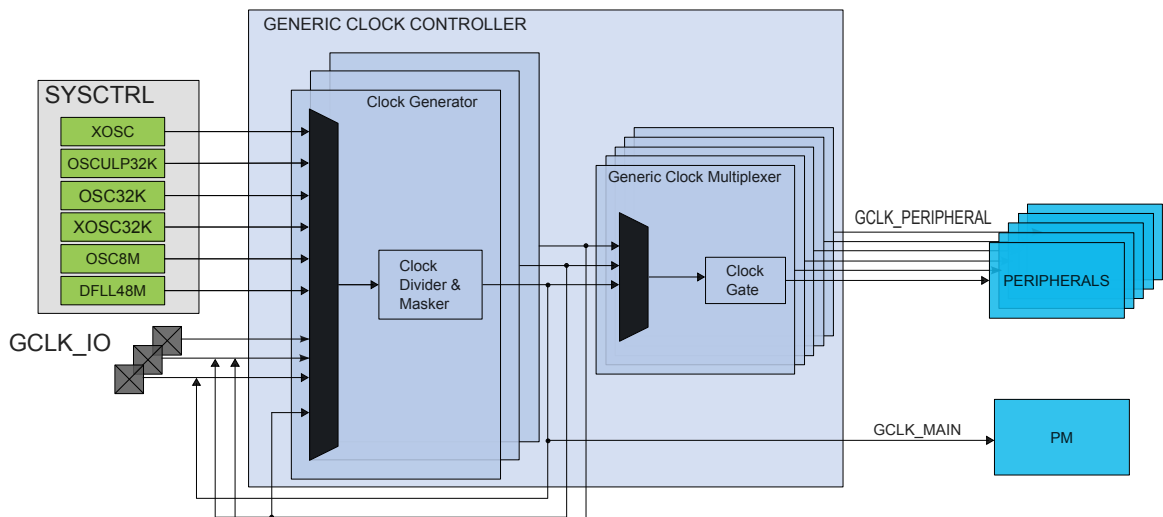 GENERIC CLOCK CONTROLLER
SYSCTRL
XOSC
OSCULP32K
OSC32K
XOSC32K
OSC8M
DFLL48M
GCLK_IO
Clock Generator
Clock
Divider &
Masker
Generic Clock Multiplexer
Clock
Gate
GCLK_PERIPHERAL
PERIPHERALS
GCLK_MAIN
PM